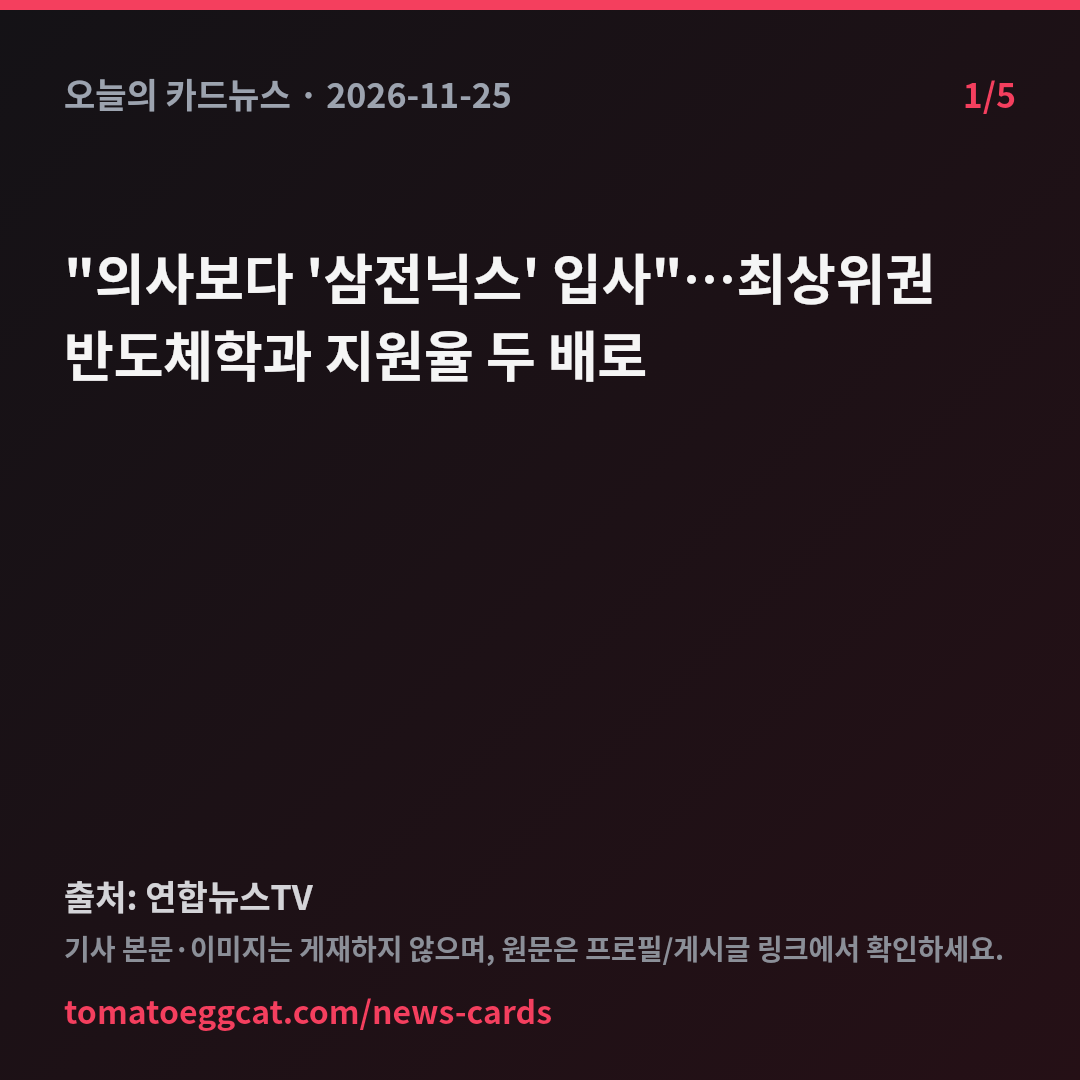 오늘의 카드뉴스 · 2026-11-25
1/5
"의사보다 '삼전닉스' 입사"…최상위권
반도체학과 지원율 두 배로
출처: 연합뉴스TV
기사 본문·이미지는 게재하지 않으며, 원문은 프로필/게시글 링크에서 확인하세요.
tomatoeggcat.com/news-cards